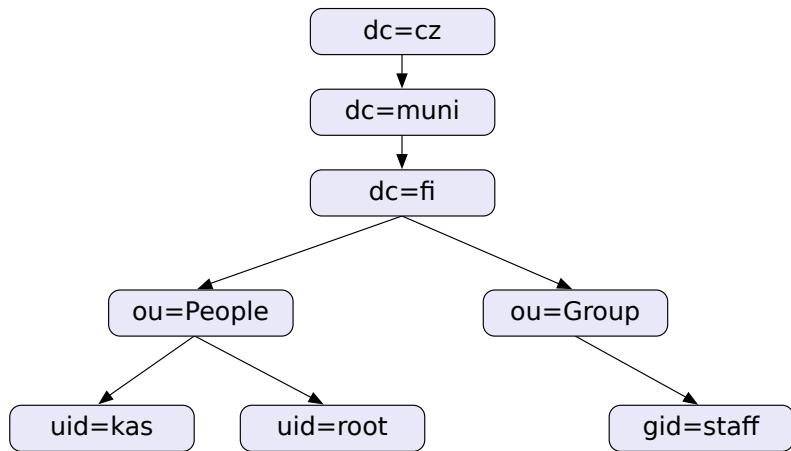 dc=cz
dc=muni
dc=fi
ou=People
ou=Group
uid=kas
uid=root
gid=staff